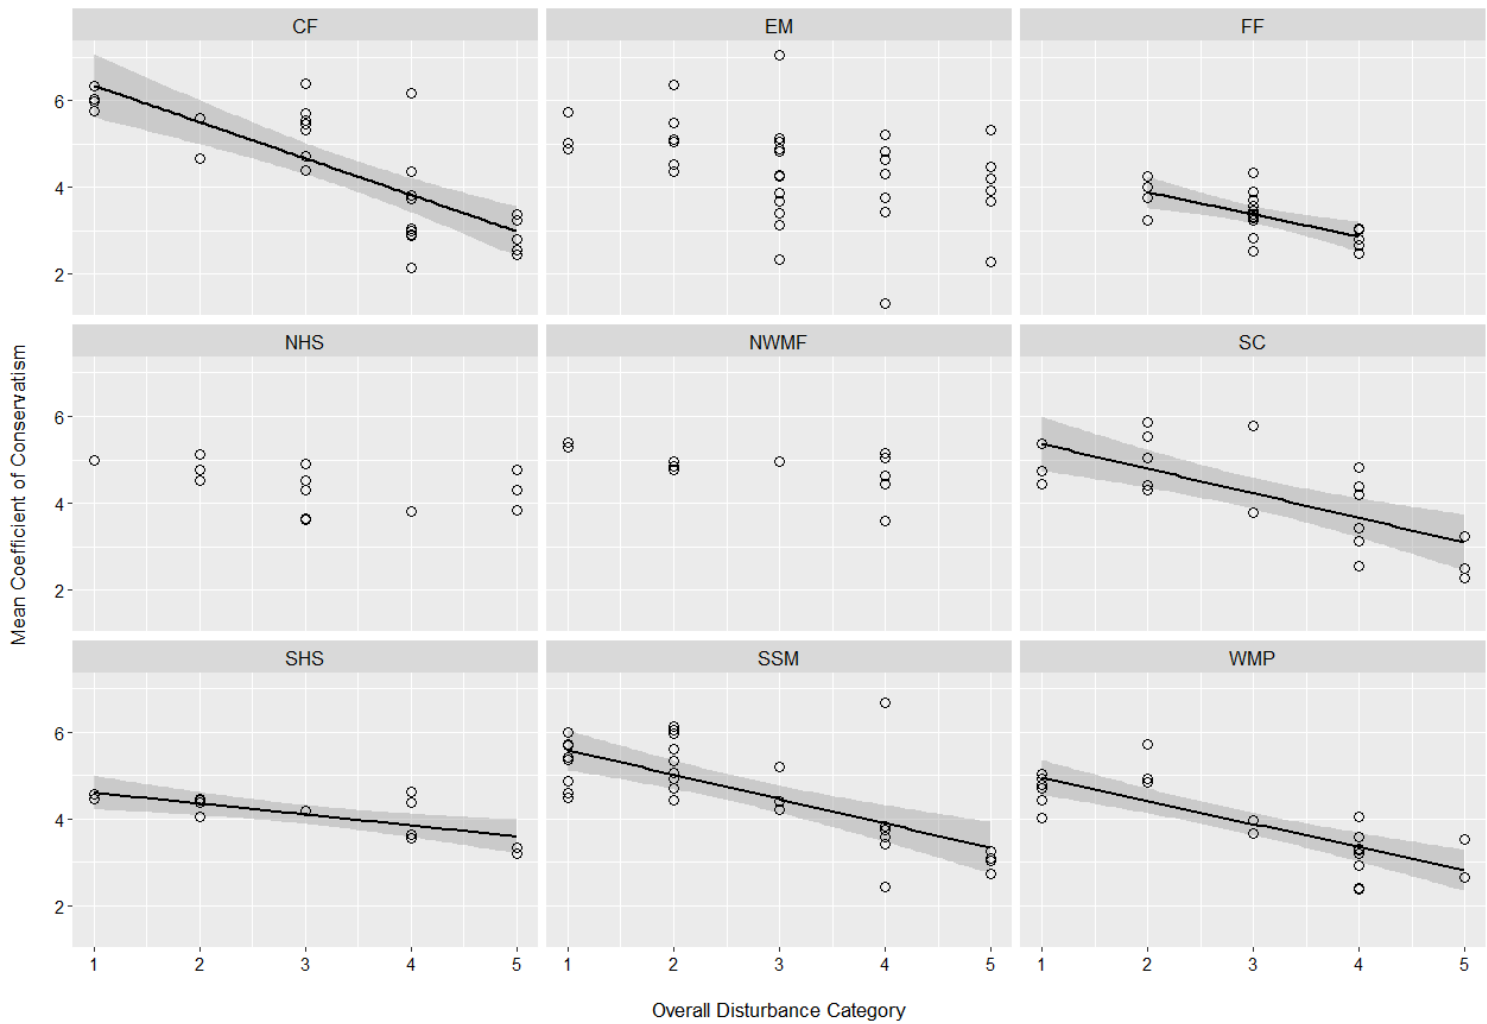 CF EM FF
6
4
2
NHS NWMF SC
6
4
2
Mean Coefficient of Conservatism
SHS SSM WMP
6
4
2
1 2 3 4 5 1 2 3 4 5 1 2 3 4 5
Overall Disturbance Category